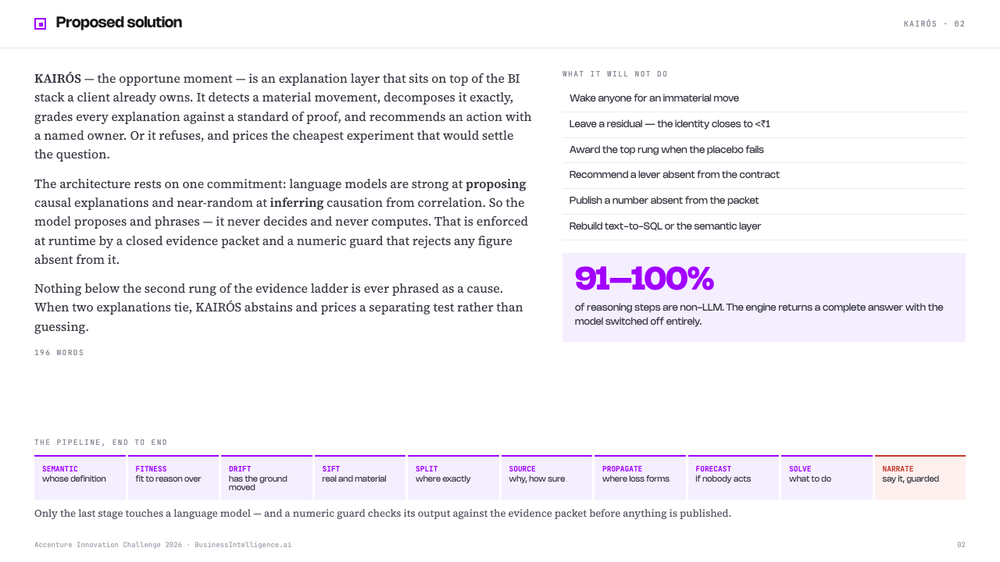 Proposed solution
KAIRÓS · 02
KAIRÓS — the opportune moment — is an explanation layer that sits on top of the BI
stack a client already owns. It detects a material movement, decomposes it exactly,
grades every explanation against a standard of proof, and recommends an action with
a named owner. Or it refuses, and prices the cheapest experiment that would settle
the question.
The architecture rests on one commitment: language models are strong at proposing
causal explanations and near-random at inferring causation from correlation. So the
model proposes and phrases — it never decides and never computes. That is enforced
at runtime by a closed evidence packet and a numeric guard that rejects any figure
absent from it.
Nothing below the second rung of the evidence ladder is ever phrased as a cause.
When two explanations tie, KAIRÓS abstains and prices a separating test rather than
guessing.
196 WORDS
WHAT IT WILL NOT DO
Wake anyone for an immaterial move
Leave a residual — the identity closes to <₹1
Award the top rung when the placebo fails
Recommend a lever absent from the contract
Publish a number absent from the packet
Rebuild text-to-SQL or the semantic layer
91–100%
of reasoning steps are non-LLM. The engine returns a complete answer with the
model switched off entirely.
THE PIPELINE, END TO END
SEMANTIC
whose definition
FITNESS
fit to reason over
DRIFT
has the ground
moved
SIFT
real and material
SPLIT
where exactly
SOURCE
why, how sure
PROPAGATE
where loss forms
FORECAST
if nobody acts
SOLVE
what to do
NARRATE
say it, guarded
Only the last stage touches a language model — and a numeric guard checks its output against the evidence packet before anything is published.
Accenture Innovation Challenge 2026 · BusinessIntelligence.ai
02